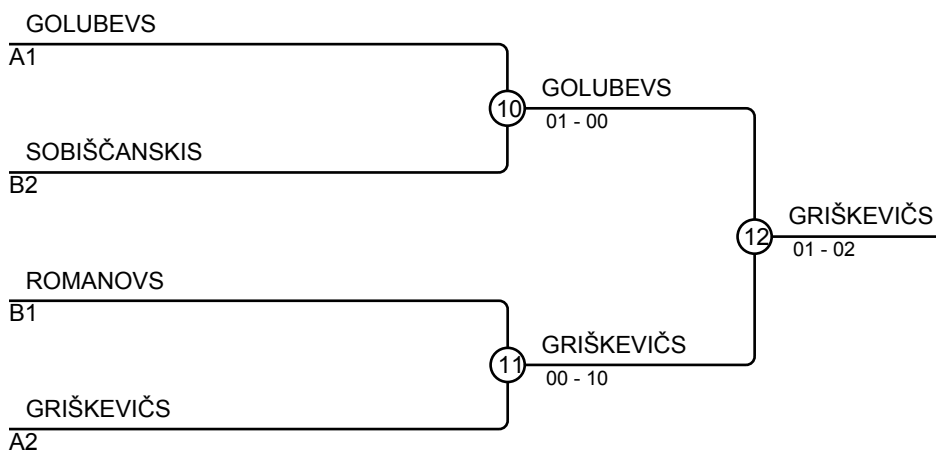 GOLUBEVS
A1
10
GOLUBEVS
01 - 00
SOBIŠČANSKIS
B2
12
GRIŠKEVIČS
01 - 02
ROMANOVS
B1
11
GRIŠKEVIČS
00 - 10
GRIŠKEVIČS
A2